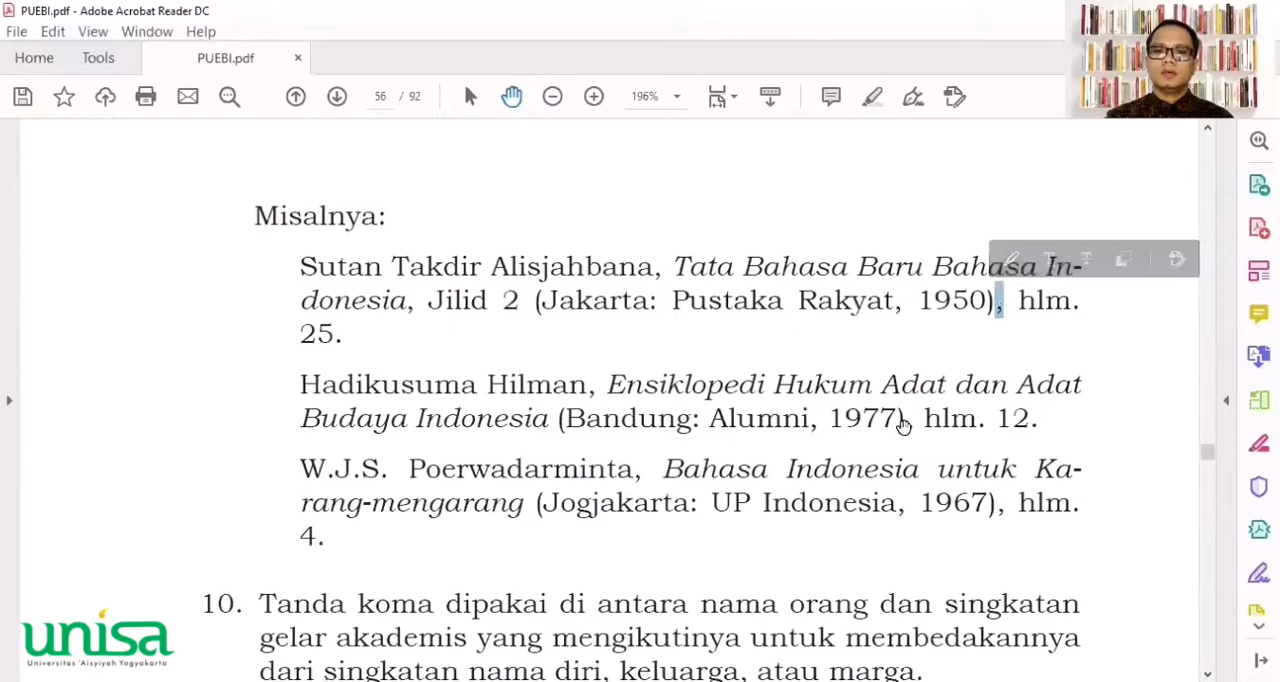 PUEBI.pdf - Adobe Acrobat Reader DC
File Edit View Window Help
Home Tools PUEBI.pdf ×
56 / 92 196%
Misalnya:
Sutan Takdir Alisjahbana, Tata Bahasa Baru Bahasa In-
donesia, Jilid 2 (Jakarta: Pustaka Rakyat, 1950), hlm.
25.
Hadikusuma Hilman, Ensiklopedi Hukum Adat dan Adat
Budaya Indonesia (Bandung: Alumni, 1977), hlm. 12.
W.J.S. Poerwadarminta, Bahasa Indonesia untuk Ka-
rang-mengarang (Jogjakarta: UP Indonesia, 1967), hlm.
4.
10. Tanda koma dipakai di antara nama orang dan singkatan
gelar akademis yang mengikutinya untuk membedakannya
dari singkatan nama diri, keluarga, atau marga.
unisa
Universitas 'Aisyiyah Yogyakarta